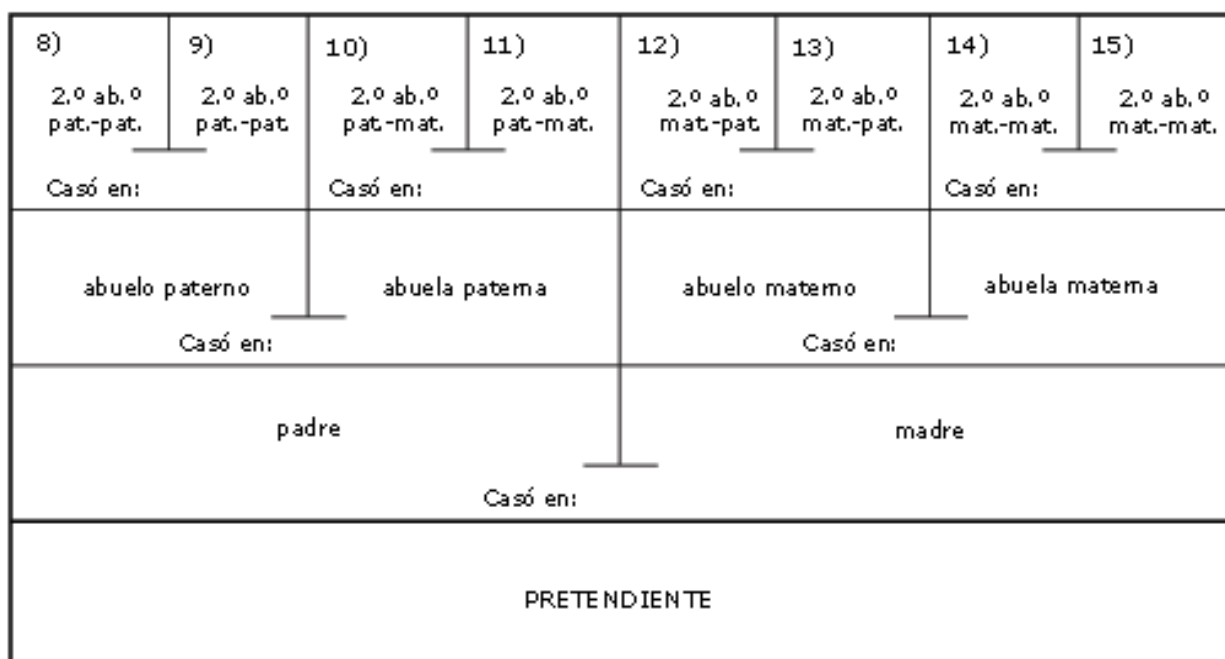 8) 9) 10) 11) 12) 13) 14) 15)
2.º ab.º 2.º ab.º 2.º ab.º 2.º ab.º 2.º ab.º 2.º ab.º 2.º ab.º 2.º ab.º
pat.-pat. pat.-pat. pat.-mat. pat.-mat. mat.-pat. mat.-pat. mat.-mat. mat.-mat.
Casó en: Casó en: Casó en: Casó en:
abuelo paterno abuela paterna abuelo materno abuela materna
Casó en: Casó en:
padre madre
Casó en:
PRETENDIENTE